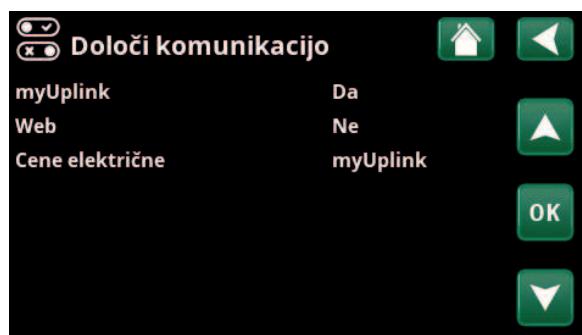 Določi komunikacijo
myUplink Da
Web Ne
Cene električne myUplink
OK